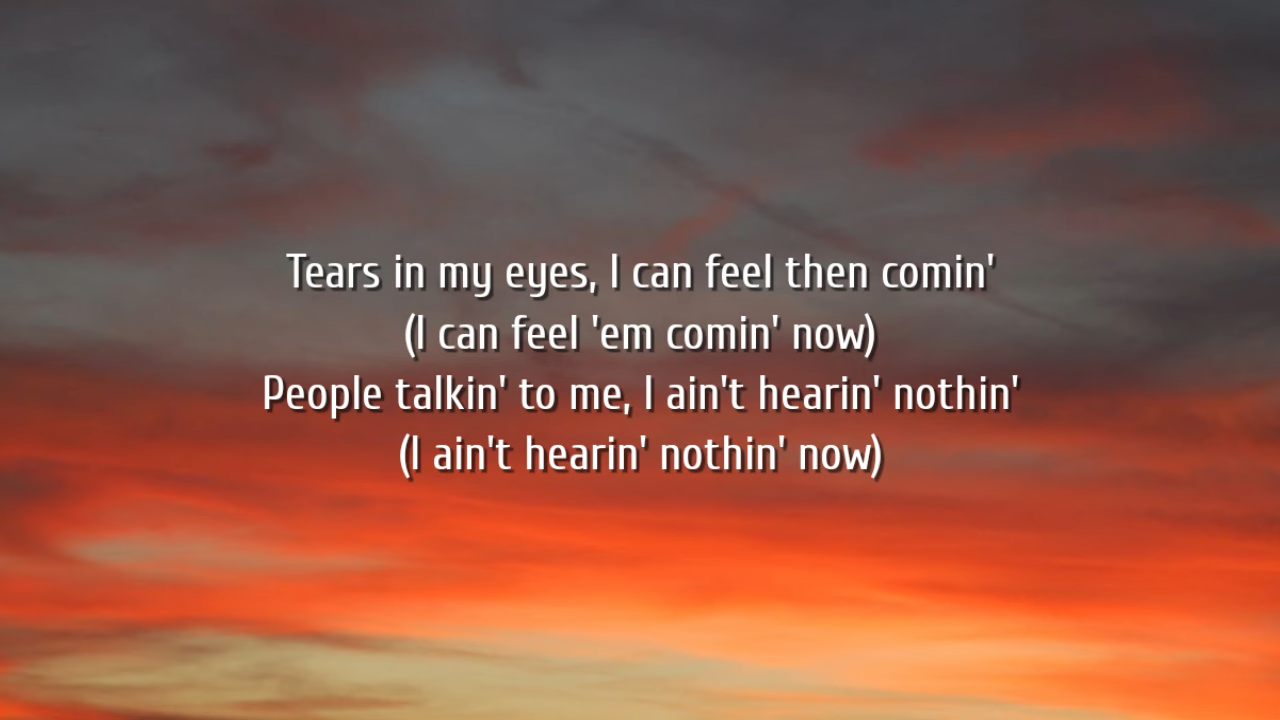 Tears in my eyes, I can feel then comin'
(I can feel 'em comin' now)
People talkin' to me, I ain't hearin' nothin'
(I ain't hearin' nothin' now)